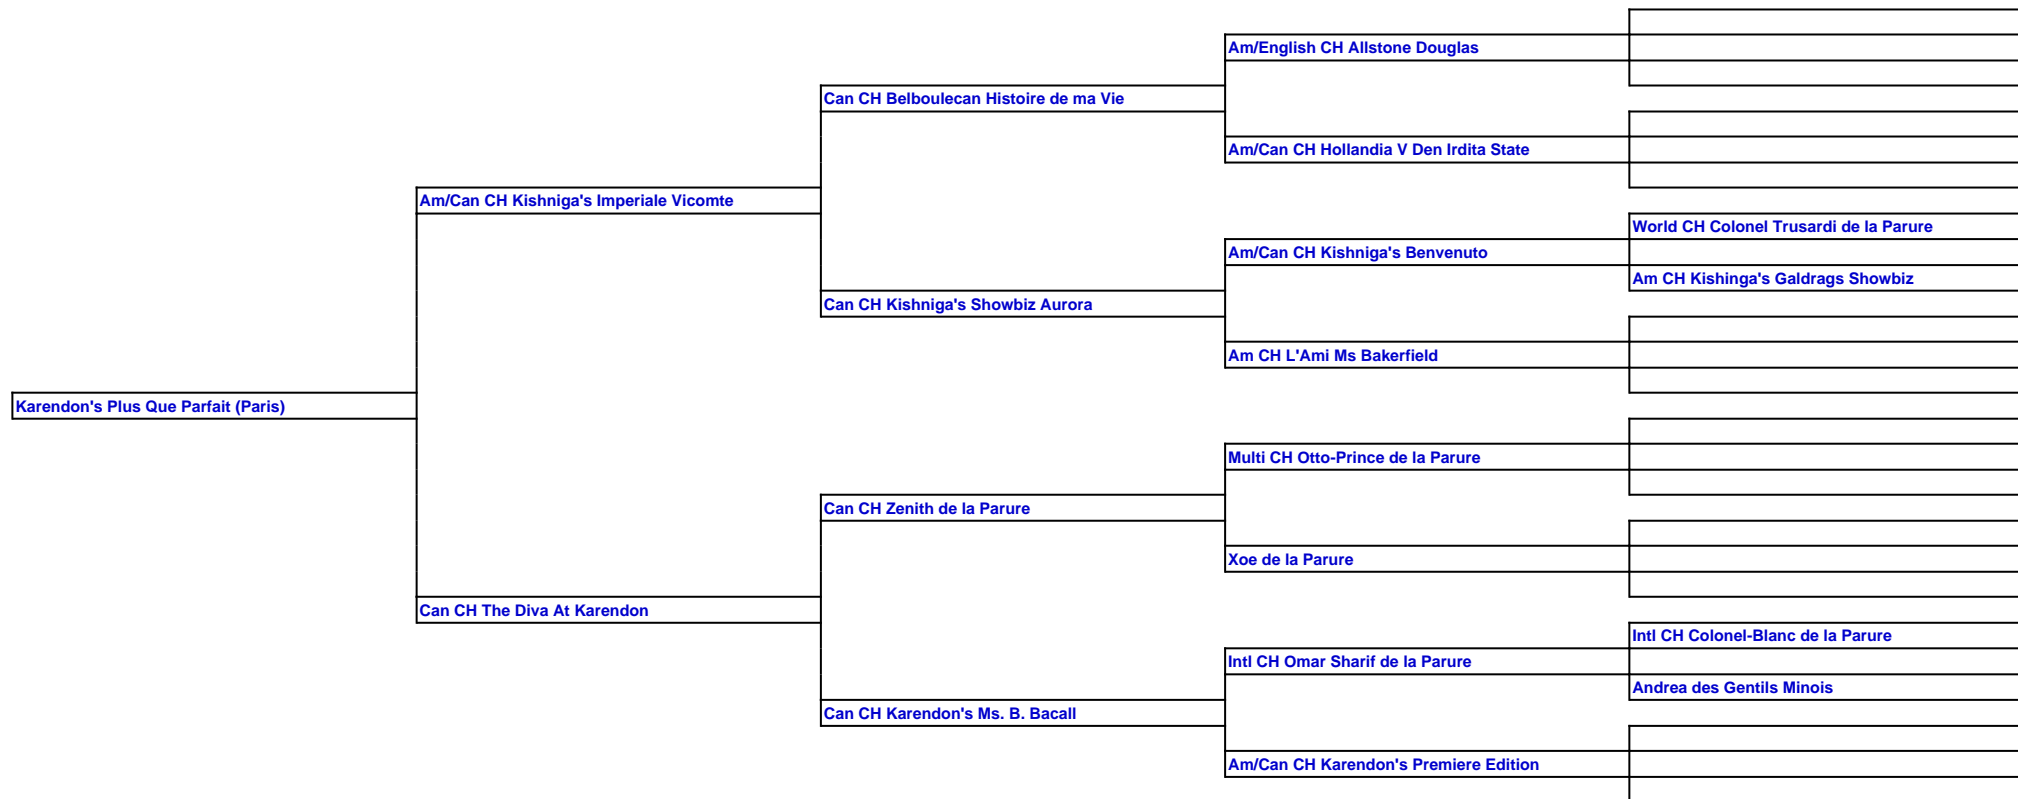 Am/English CH Allstone Douglas
Can CH Belboulecan Histoire de ma Vie
Am/Can CH Hollandia V Den Irdita State
Am/Can CH Kishniga's Imperiale Vicomte
World CH Colonel Trusardi de la Parure
Am/Can CH Kishniga's Benvenuto
Am CH Kishinga's Galdrags Showbiz
Can CH Kishniga's Showbiz Aurora
Am CH L'Ami Ms Bakerfield
Karendon's Plus Que Parfait (Paris)
Multi CH Otto-Prince de la Parure
Can CH Zenith de la Parure
Xoe de la Parure
Can CH The Diva At Karendon
Intl CH Colonel-Blanc de la Parure
Intl CH Omar Sharif de la Parure
Andrea des Gentils Minois
Can CH Karendon's Ms. B. Bacall
Am/Can CH Karendon's Premiere Edition